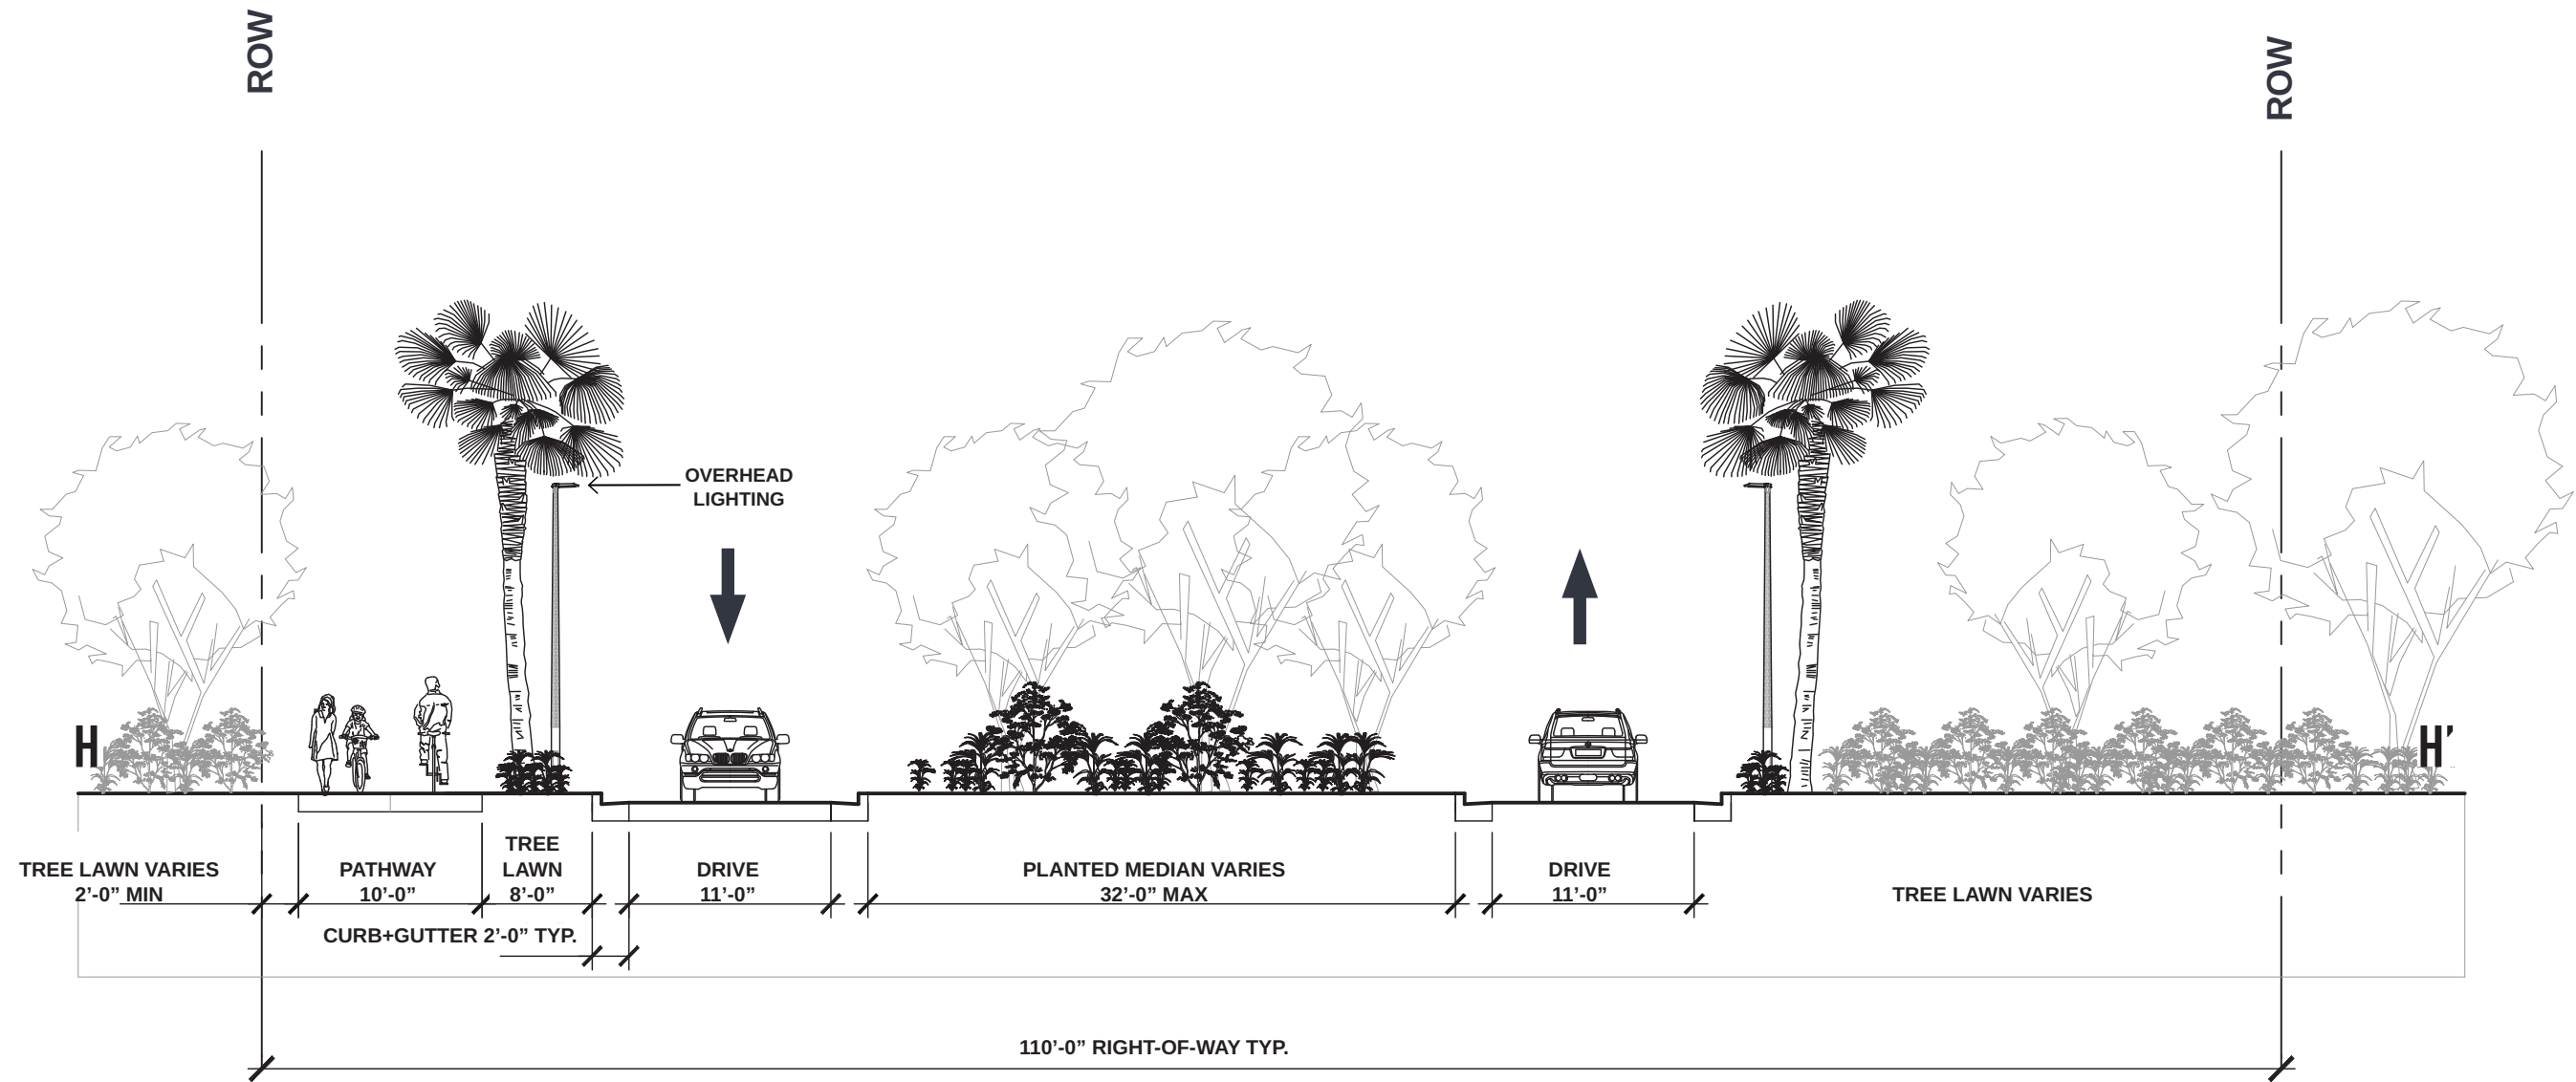 ROW
ROW
OVERHEAD
LIGHTING
H
H’
TREE LAWN VARIES
2’-0” MIN
PATHWAY
10’-0”
TREE
LAWN
8’-0”
DRIVE
11’-0”
PLANTED MEDIAN VARIES
32’-0” MAX
DRIVE
11’-0”
TREE LAWN VARIES
CURB+GUTTER 2’-0” TYP.
110’-0” RIGHT-OF-WAY TYP.